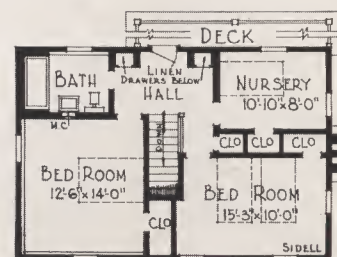 DECK
BATH
LINEN
DRAWERS BELOW
HALL
NURSERY
10'-10"x8'-0"
M.C.
DOWN
CLO
CLO
CLO
BED ROOM
12'-6"x14'-0"
BED ROOM
15'-3"x10'-0"
CLO
SIDELL